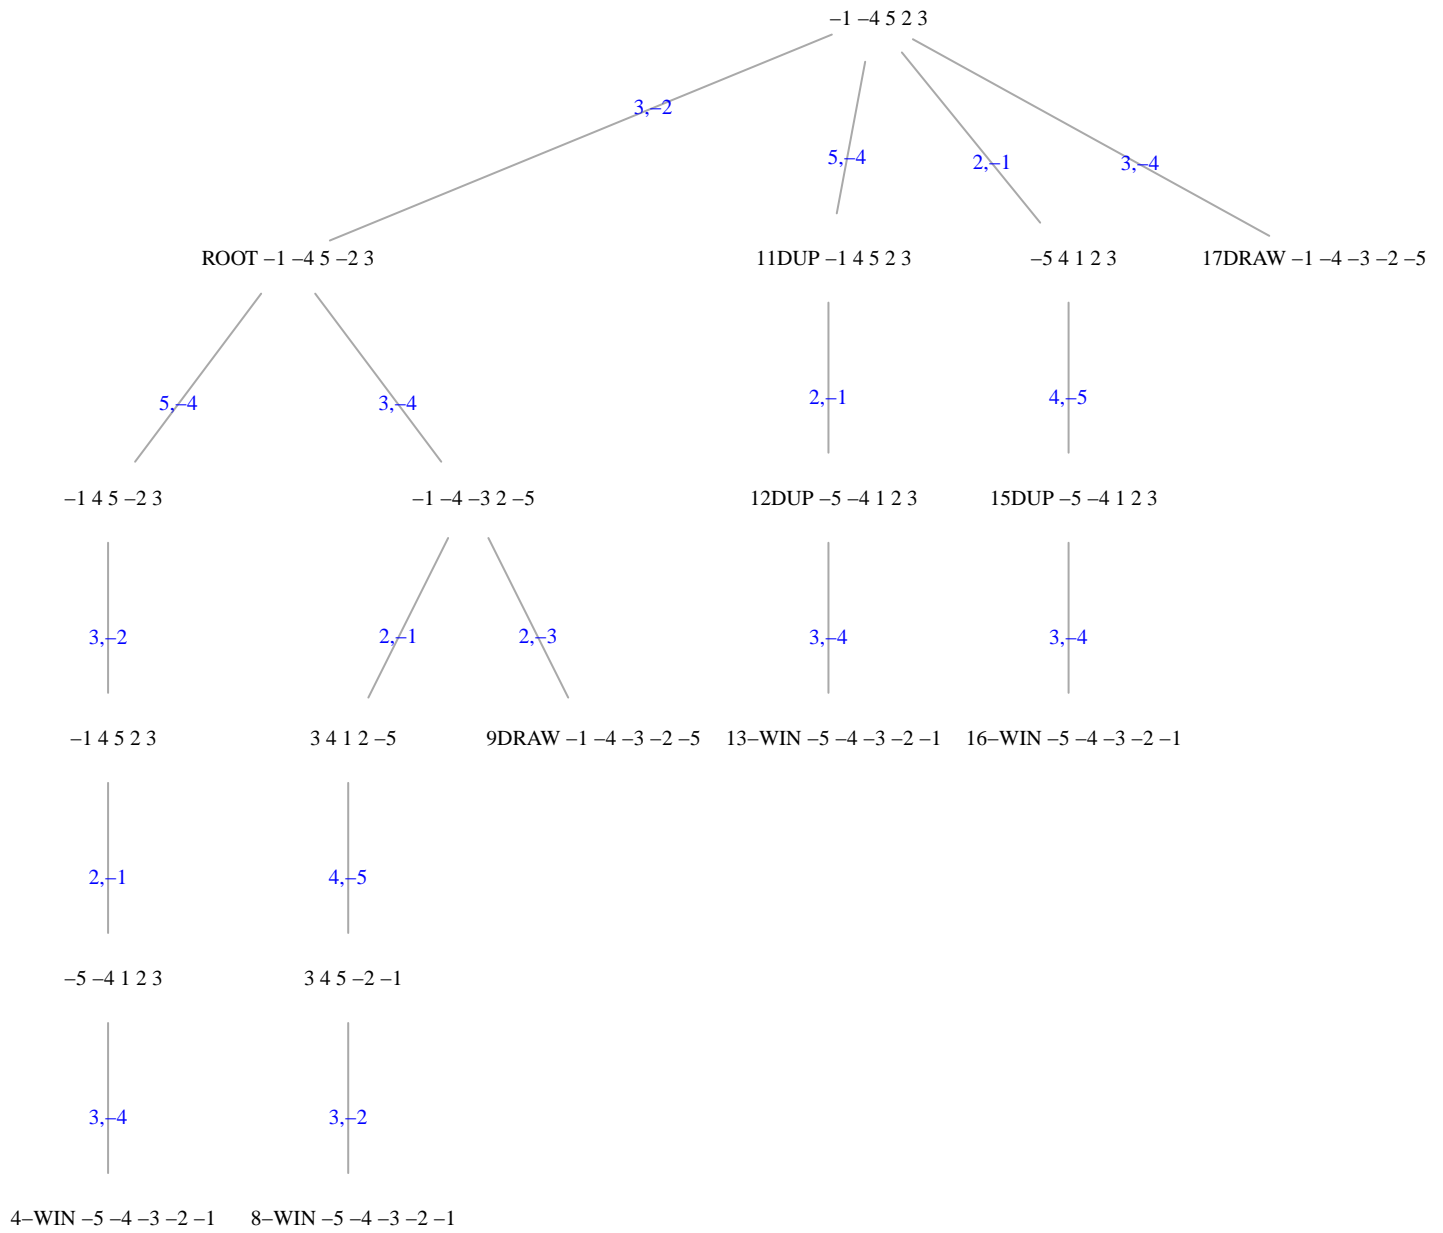 –1 –4 5 2 3
3,–2
5,–4
2,–1
3,–4
ROOT –1 –4 5 –2 3
11DUP –1 4 5 2 3
–5 4 1 2 3
17DRAW –1 –4 –3 –2 –5
5,–4
3,–4
2,–1
4,–5
–1 4 5 –2 3
–1 –4 –3 2 –5
12DUP –5 –4 1 2 3
15DUP –5 –4 1 2 3
3,–2
2,–1
2,–3
3,–4
3,–4
–1 4 5 2 3
3 4 1 2 –5
9DRAW –1 –4 –3 –2 –5
13–WIN –5 –4 –3 –2 –1
16–WIN –5 –4 –3 –2 –1
2,–1
4,–5
–5 –4 1 2 3
3 4 5 –2 –1
3,–4
3,–2
4–WIN –5 –4 –3 –2 –1
8–WIN –5 –4 –3 –2 –1